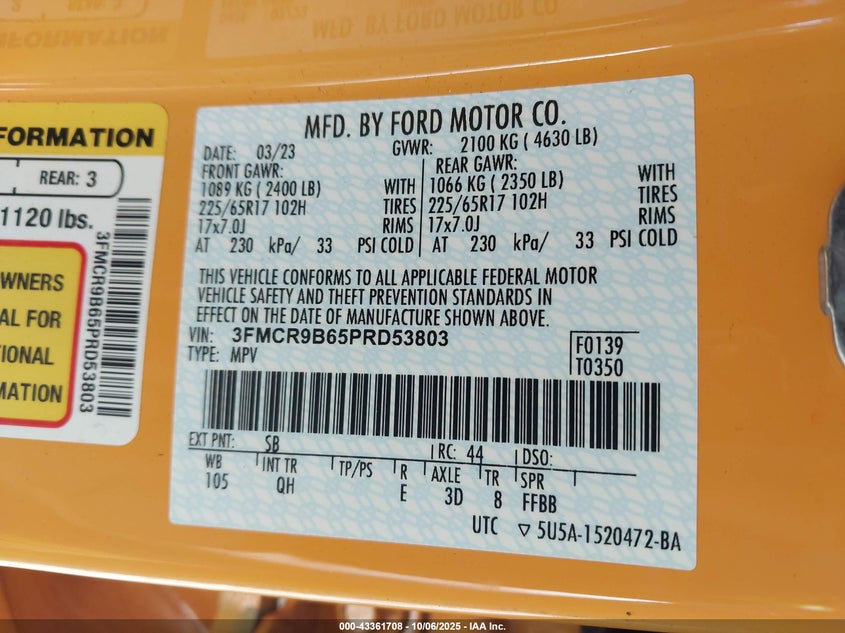 FORMATION
REAR: 3
1120 lbs.
3FMCR9B65PRD53803
OWNERS
AL FOR
TIONAL
MATION
MFD. BY FORD MOTOR CO.
DATE: 03/23 GVWR: 2100 KG ( 4630 LB)
FRONT GAWR: REAR GAWR:
1089 KG ( 2400 LB) WITH 1066 KG ( 2350 LB) WITH
225/65R17 102H TIRES 225/65R17 102H TIRES
17x7.0J RIMS 17x7.0J RIMS
AT 230 kPa/ 33 PSI COLD AT 230 kPa/ 33 PSI COLD
THIS VEHICLE CONFORMS TO ALL APPLICABLE FEDERAL MOTOR
VEHICLE SAFETY AND THEFT PREVENTION STANDARDS IN
EFFECT ON THE DATE OF MANUFACTURE SHOWN ABOVE.
VIN: 3FMCR9B65PRD53803 F0139
TYPE: MPV T0350
EXT PNT: SB RC: 44 DSO:
WB INT TR TP/PS R AXLE TR SPR
105 QH E 3D 8 FFBB
UTC ▽ 5U5A-1520472-BA
000-43361708 - 10/06/2025 - IAA Inc.